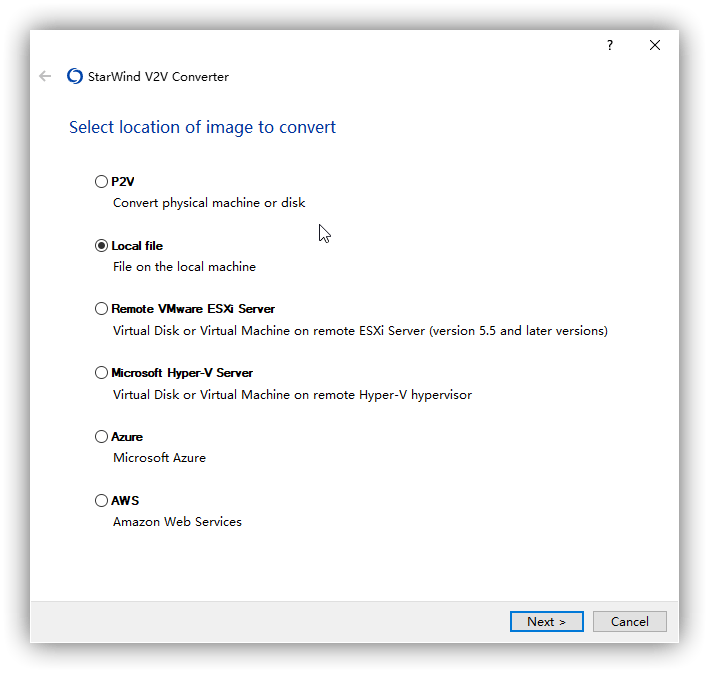 ?
StarWind V2V Converter
Select location of image to convert
P2V
Convert physical machine or disk
Local file
File on the local machine
Remote VMware ESXi Server
Virtual Disk or Virtual Machine on remote ESXi Server (version 5.5 and later versions)
Microsoft Hyper-V Server
Virtual Disk or Virtual Machine on remote Hyper-V hypervisor
Azure
Microsoft Azure
AWS
Amazon Web Services
Next > Cancel